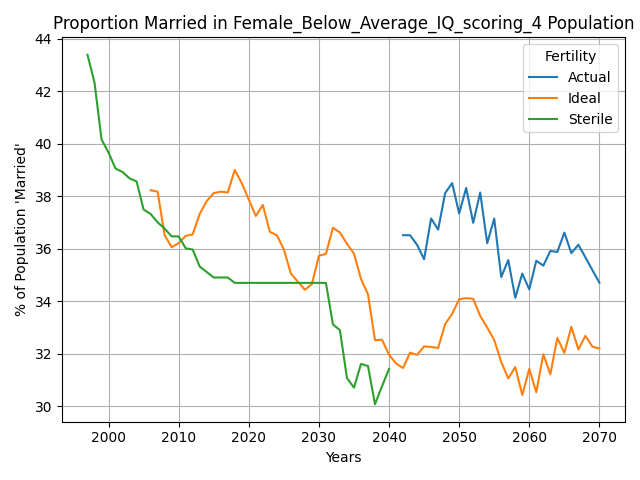 Proportion Married in Female_Below_Average_IQ_scoring_4 Population
% of Population 'Married'
44
42
40
38
36
34
32
30
Fertility
Actual
Ideal
Sterile
2000 2010 2020 2030 2040 2050 2060 2070
Years